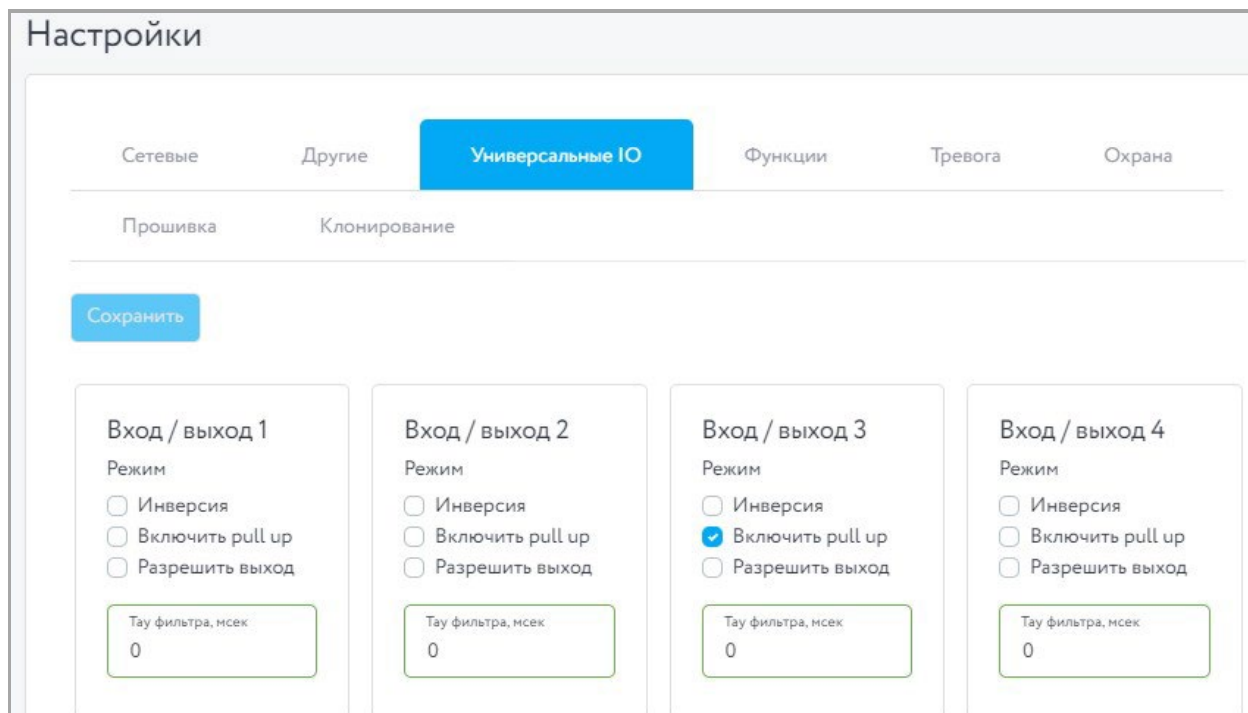 Настройки
Сетевые Другие Универсальные IO Функции Тревога Охрана
Прошивка Клонирование
Сохранить
Вход / выход 1 Вход / выход 2 Вход / выход 3 Вход / выход 4
Режим Режим Режим Режим
Инверсия Инверсия Инверсия Инверсия
Включить pull up Включить pull up Включить pull up Включить pull up
Разрешить выход Разрешить выход Разрешить выход Разрешить выход
Тау фильтра, мсек Тау фильтра, мсек Тау фильтра, мсек Тау фильтра, мсек
0 0 0 0